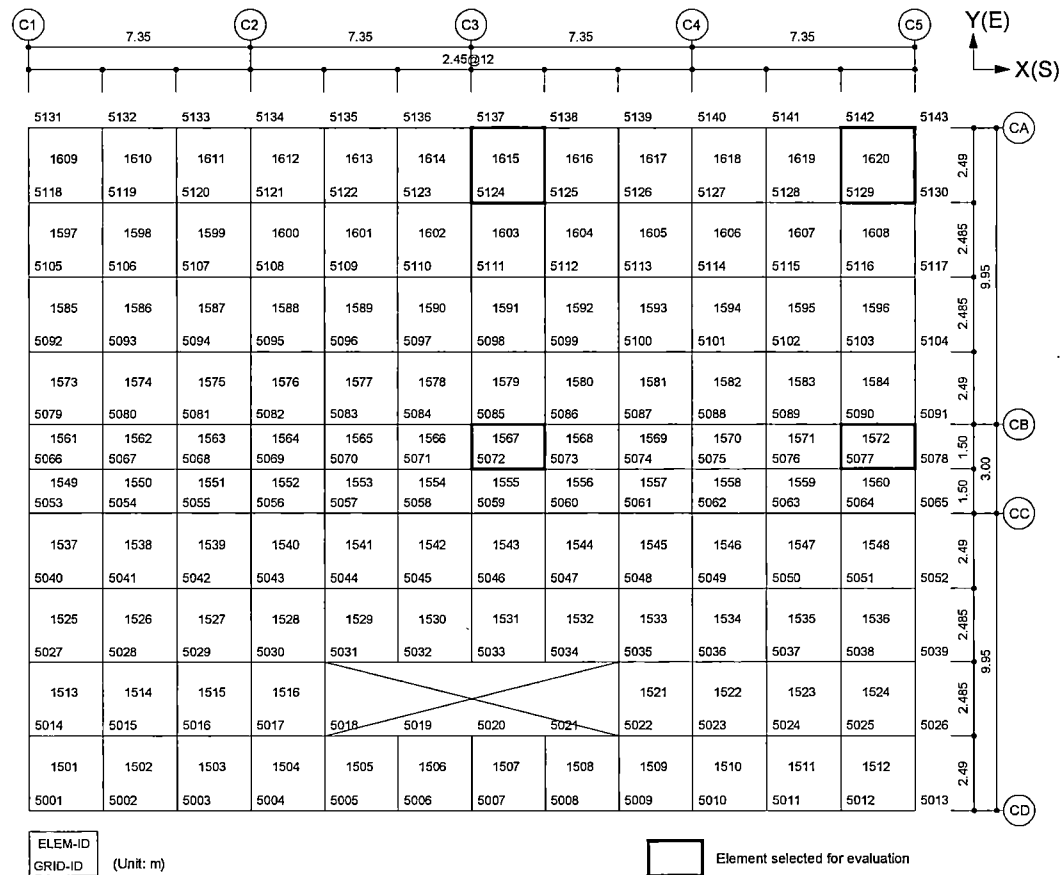 C1 C2 C3 C4 C5 Y(E)
7.35 7.35 7.35 7.35
2.45@12 X(S)
5131 5132 5133 5134 5135 5136 5137 5138 5139 5140 5141 5142 5143 CA
1609 1610 1611 1612 1613 1614 1615 1616 1617 1618 1619 1620 2.49
5118 5119 5120 5121 5122 5123 5124 5125 5126 5127 5128 5129 5130
1597 1598 1599 1600 1601 1602 1603 1604 1605 1606 1607 1608 2.485
5105 5106 5107 5108 5109 5110 5111 5112 5113 5114 5115 5116 5117 9.95
1585 1586 1587 1588 1589 1590 1591 1592 1593 1594 1595 1596 2.485
5092 5093 5094 5095 5096 5097 5098 5099 5100 5101 5102 5103 5104
1573 1574 1575 1576 1577 1578 1579 1580 1581 1582 1583 1584 2.49
5079 5080 5081 5082 5083 5084 5085 5086 5087 5088 5089 5090 5091 CB
1561 1562 1563 1564 1565 1566 1567 1568 1569 1570 1571 1572 1.50
5066 5067 5068 5069 5070 5071 5072 5073 5074 5075 5076 5077 5078 3.00
1549 1550 1551 1552 1553 1554 1555 1556 1557 1558 1559 1560 1.50
5053 5054 5055 5056 5057 5058 5059 5060 5061 5062 5063 5064 5065 CC
1537 1538 1539 1540 1541 1542 1543 1544 1545 1546 1547 1548 2.49
5040 5041 5042 5043 5044 5045 5046 5047 5048 5049 5050 5051 5052
1525 1526 1527 1528 1529 1530 1531 1532 1533 1534 1535 1536 2.485
5027 5028 5029 5030 5031 5032 5033 5034 5035 5036 5037 5038 5039 9.95
1513 1514 1515 1516 1521 1522 1523 1524 2.485
5014 5015 5016 5017 5018 5019 5020 5021 5022 5023 5024 5025 5026
1501 1502 1503 1504 1505 1506 1507 1508 1509 1510 1511 1512 2.49
5001 5002 5003 5004 5005 5006 5007 5008 5009 5010 5011 5012 5013 CD
ELEM-ID
GRID-ID (Unit: m) Element selected for evaluation